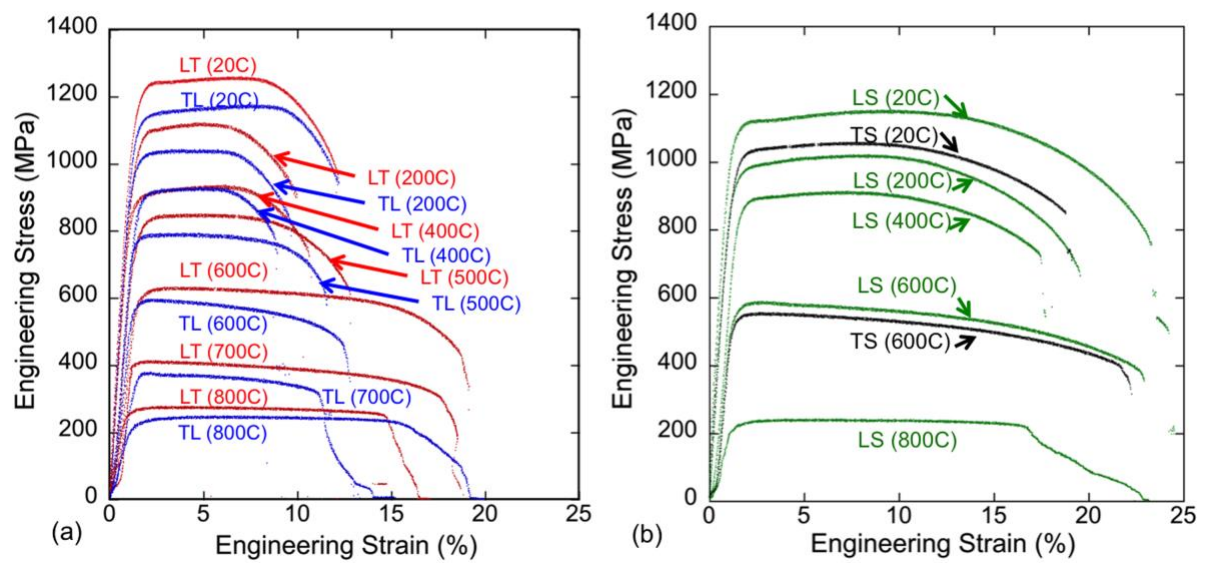 1400
1200
1000
800
600
400
200
0
Engineering Stress (MPa)
LT (20C)
TL (20C)
LT (200C)
TL (200C)
LT (400C)
TL (400C)
LT (500C)
TL (500C)
LT (600C)
TL (600C)
LT (700C)
TL (700C)
LT (800C)
TL (800C)
0 5 10 15 20 25
(a)
Engineering Strain (%)
1400
1200
1000
800
600
400
200
0
Engineering Stress (MPa)
LS (20C)
TS (20C)
LS (200C)
LS (400C)
LS (600C)
TS (600C)
LS (800C)
0 5 10 15 20 25
(b)
Engineering Strain (%)